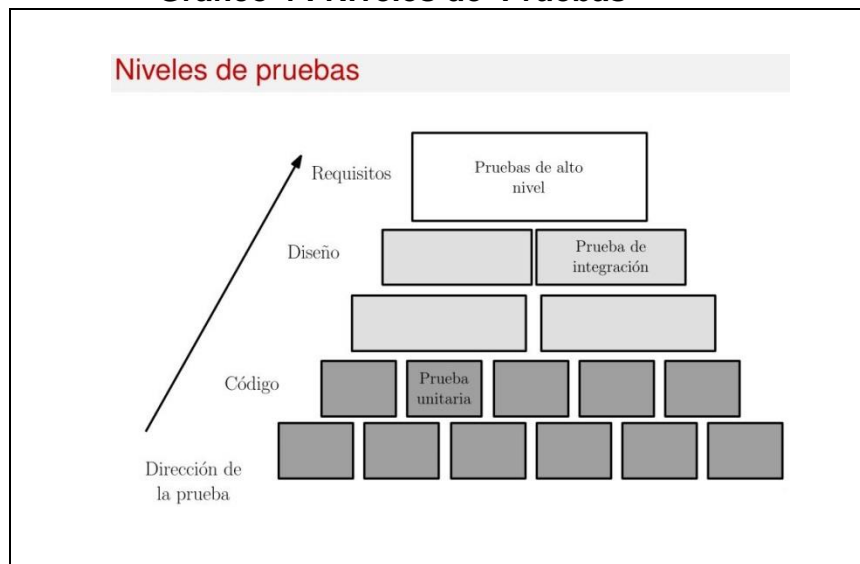 Niveles de pruebas
Requisitos
Pruebas de alto
nivel
Diseño
Prueba de
integración
Código
Prueba
unitaria
Dirección de
la prueba